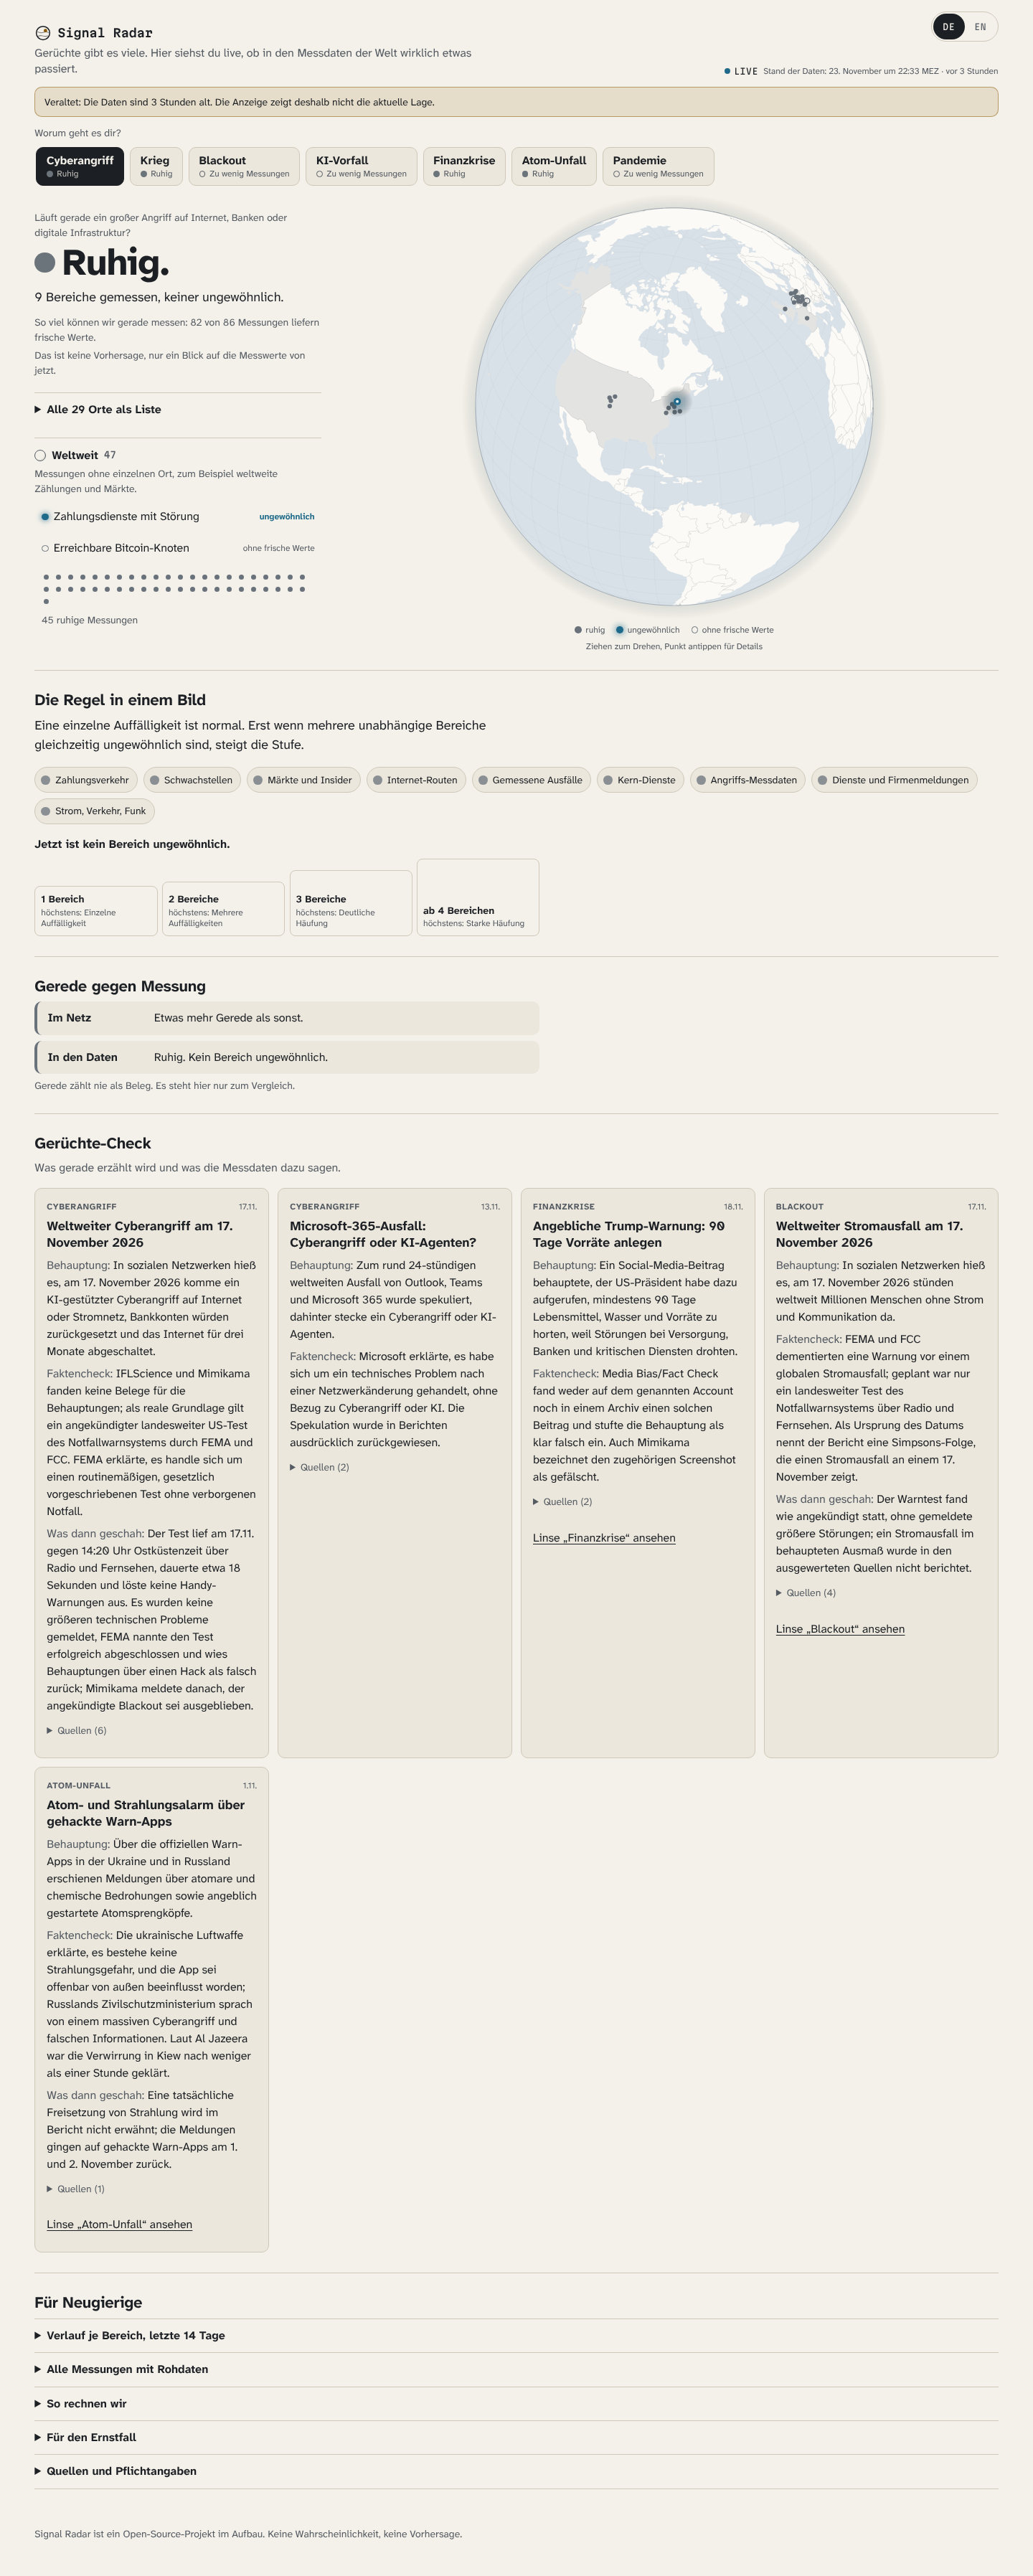 Signal Radar
DE EN
Gerüchte gibt es viele. Hier siehst du live, ob in den Messdaten der Welt wirklich etwas
passiert.
LIVE Stand der Daten: 23. November um 22:33 MEZ · vor 3 Stunden
Veraltet: Die Daten sind 3 Stunden alt. Die Anzeige zeigt deshalb nicht die aktuelle Lage.
Worum geht es dir?
Cyberangriff
Ruhig
Krieg
Ruhig
Blackout
Zu wenig Messungen
KI-Vorfall
Zu wenig Messungen
Finanzkrise
Ruhig
Atom-Unfall
Ruhig
Pandemie
Zu wenig Messungen
Läuft gerade ein großer Angriff auf Internet, Banken oder
digitale Infrastruktur?
Ruhig.
9 Bereiche gemessen, keiner ungewöhnlich.
So viel können wir gerade messen: 82 von 86 Messungen liefern
frische Werte.
Das ist keine Vorhersage, nur ein Blick auf die Messwerte von
jetzt.
Alle 29 Orte als Liste
Weltweit 47
Messungen ohne einzelnen Ort, zum Beispiel weltweite
Zählungen und Märkte.
Zahlungsdienste mit Störung ungewöhnlich
Erreichbare Bitcoin-Knoten ohne frische Werte
45 ruhige Messungen
ruhig ungewöhnlich ohne frische Werte
Ziehen zum Drehen, Punkt antippen für Details
Die Regel in einem Bild
Eine einzelne Auffälligkeit ist normal. Erst wenn mehrere unabhängige Bereiche
gleichzeitig ungewöhnlich sind, steigt die Stufe.
Zahlungsverkehr Schwachstellen Märkte und Insider Internet-Routen Gemessene Ausfälle Kern-Dienste Angriffs-Messdaten Dienste und Firmenmeldungen
Strom, Verkehr, Funk
Jetzt ist kein Bereich ungewöhnlich.
1 Bereich
höchstens: Einzelne
Auffälligkeit
2 Bereiche
höchstens: Mehrere
Auffälligkeiten
3 Bereiche
höchstens: Deutliche
Häufung
ab 4 Bereichen
höchstens: Starke Häufung
Gerede gegen Messung
Im Netz Etwas mehr Gerede als sonst.
In den Daten Ruhig. Kein Bereich ungewöhnlich.
Gerede zählt nie als Beleg. Es steht hier nur zum Vergleich.
Gerüchte-Check
Was gerade erzählt wird und was die Messdaten dazu sagen.
CYBERANGRIFF 17.11.
Weltweiter Cyberangriff am 17.
November 2026
Behauptung: In sozialen Netzwerken hieß
es, am 17. November 2026 komme ein
KI-gestützter Cyberangriff auf Internet
oder Stromnetz, Bankkonten würden
zurückgesetzt und das Internet für drei
Monate abgeschaltet.
Faktencheck: IFLScience und Mimikama
fanden keine Belege für die
Behauptungen; als reale Grundlage gilt
ein angekündigter landesweiter US-Test
des Notfallwarnsystems durch FEMA und
FCC. FEMA erklärte, es handle sich um
einen routinemäßigen, gesetzlich
vorgeschriebenen Test ohne verborgenen
Notfall.
Was dann geschah: Der Test lief am 17.11.
gegen 14:20 Uhr Ostküstenzeit über
Radio und Fernsehen, dauerte etwa 18
Sekunden und löste keine Handy-
Warnungen aus. Es wurden keine
größeren technischen Probleme
gemeldet, FEMA nannte den Test
erfolgreich abgeschlossen und wies
Behauptungen über einen Hack als falsch
zurück; Mimikama meldete danach, der
angekündigte Blackout sei ausgeblieben.
Quellen (6)
CYBERANGRIFF 13.11.
Microsoft-365-Ausfall:
Cyberangriff oder KI-Agenten?
Behauptung: Zum rund 24-stündigen
weltweiten Ausfall von Outlook, Teams
und Microsoft 365 wurde spekuliert,
dahinter stecke ein Cyberangriff oder KI-
Agenten.
Faktencheck: Microsoft erklärte, es habe
sich um ein technisches Problem nach
einer Netzwerkänderung gehandelt, ohne
Bezug zu Cyberangriff oder KI. Die
Spekulation wurde in Berichten
ausdrücklich zurückgewiesen.
Quellen (2)
FINANZKRISE 18.11.
Angebliche Trump-Warnung: 90
Tage Vorräte anlegen
Behauptung: Ein Social-Media-Beitrag
behauptete, der US-Präsident habe dazu
aufgerufen, mindestens 90 Tage
Lebensmittel, Wasser und Vorräte zu
horten, weil Störungen bei Versorgung,
Banken und kritischen Diensten drohten.
Faktencheck: Media Bias/Fact Check
fand weder auf dem genannten Account
noch in einem Archiv einen solchen
Beitrag und stufte die Behauptung als
klar falsch ein. Auch Mimikama
bezeichnet den zugehörigen Screenshot
als gefälscht.
Quellen (2)
Linse „Finanzkrise“ ansehen
BLACKOUT 17.11.
Weltweiter Stromausfall am 17.
November 2026
Behauptung: In sozialen Netzwerken hieß
es, am 17. November 2026 stünden
weltweit Millionen Menschen ohne Strom
und Kommunikation da.
Faktencheck: FEMA und FCC
dementierten eine Warnung vor einem
globalen Stromausfall; geplant war nur
ein landesweiter Test des
Notfallwarnsystems über Radio und
Fernsehen. Als Ursprung des Datums
nennt der Bericht eine Simpsons-Folge,
die einen Stromausfall an einem 17.
November zeigt.
Was dann geschah: Der Warntest fand
wie angekündigt statt, ohne gemeldete
größere Störungen; ein Stromausfall im
behaupteten Ausmaß wurde in den
ausgewerteten Quellen nicht berichtet.
Quellen (4)
Linse „Blackout“ ansehen
ATOM-UNFALL 1.11.
Atom- und Strahlungsalarm über
gehackte Warn-Apps
Behauptung: Über die offiziellen Warn-
Apps in der Ukraine und in Russland
erschienen Meldungen über atomare und
chemische Bedrohungen sowie angeblich
gestartete Atomsprengköpfe.
Faktencheck: Die ukrainische Luftwaffe
erklärte, es bestehe keine
Strahlungsgefahr, und die App sei
offenbar von außen beeinflusst worden;
Russlands Zivilschutzministerium sprach
von einem massiven Cyberangriff und
falschen Informationen. Laut Al Jazeera
war die Verwirrung in Kiew nach weniger
als einer Stunde geklärt.
Was dann geschah: Eine tatsächliche
Freisetzung von Strahlung wird im
Bericht nicht erwähnt; die Meldungen
gingen auf gehackte Warn-Apps am 1.
und 2. November zurück.
Quellen (1)
Linse „Atom-Unfall“ ansehen
Für Neugierige
Verlauf je Bereich, letzte 14 Tage
Alle Messungen mit Rohdaten
So rechnen wir
Für den Ernstfall
Quellen und Pflichtangaben
Signal Radar ist ein Open-Source-Projekt im Aufbau. Keine Wahrscheinlichkeit, keine Vorhersage.